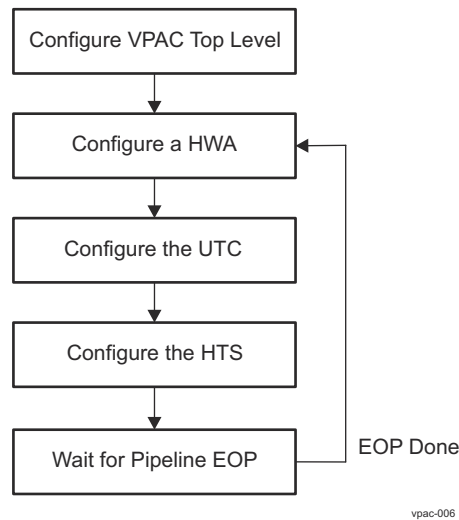 Configure VPAC Top Level
Configure a HWA
Configure the UTC
Configure the HTS
Wait for Pipeline EOP
EOP Done
vpac-006